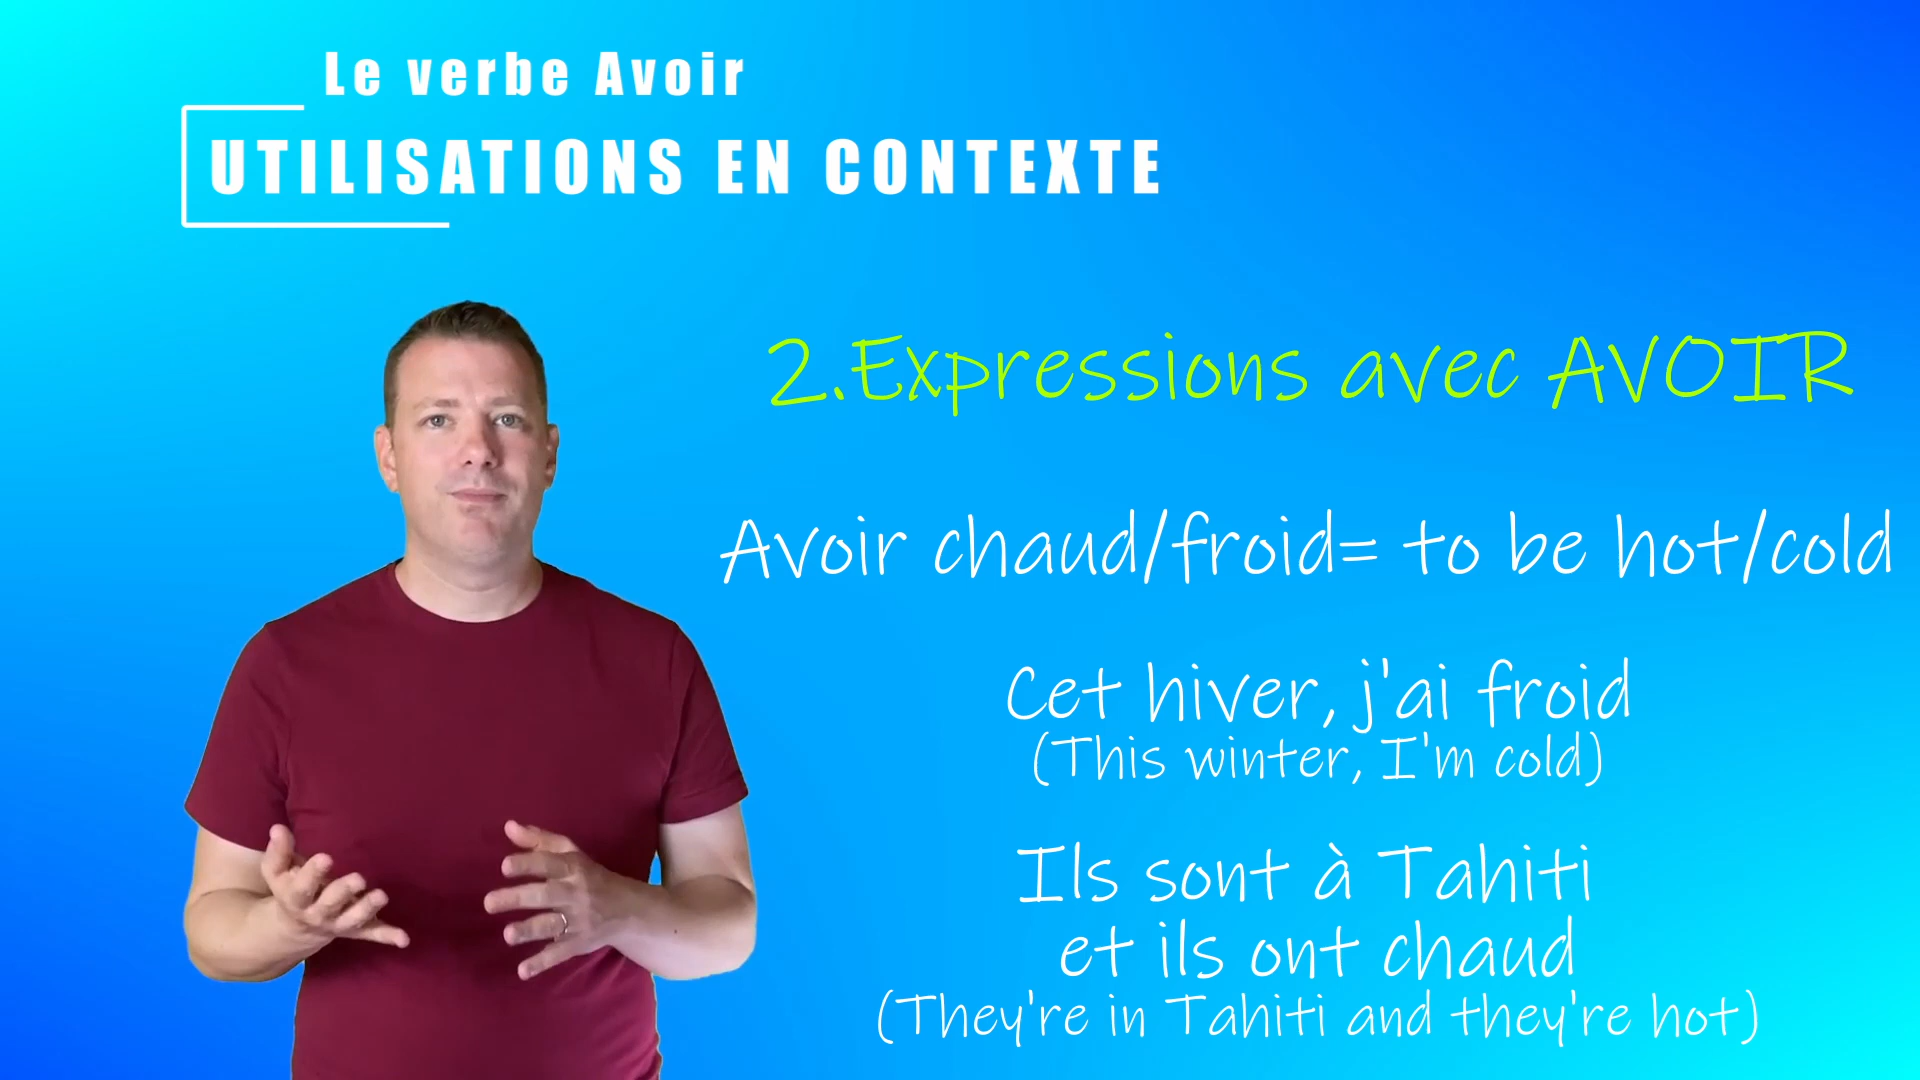 Le verbe Avoir
UTILISATIONS EN CONTEXTE
2.Expressions avec AVOIR
Avoir chaud/froid= to be hot/cold
Cet hiver, j'ai froid
(This winter, I'm cold)
Ils sont à Tahiti
et ils ont chaud
(They're in Tahiti and they're hot)